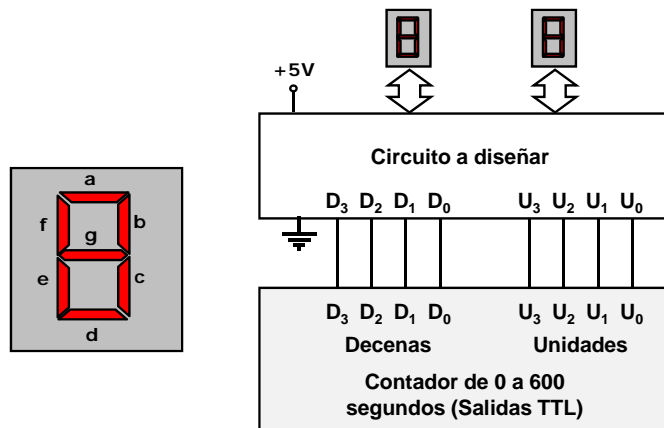 +5V
Circuito a diseñar
D3 D2 D1 D0 U3 U2 U1 U0
a
f b
g
e c
d
D3 D2 D1 D0 U3 U2 U1 U0
Decenas Unidades
Contador de 0 a 600
segundos (Salidas TTL)